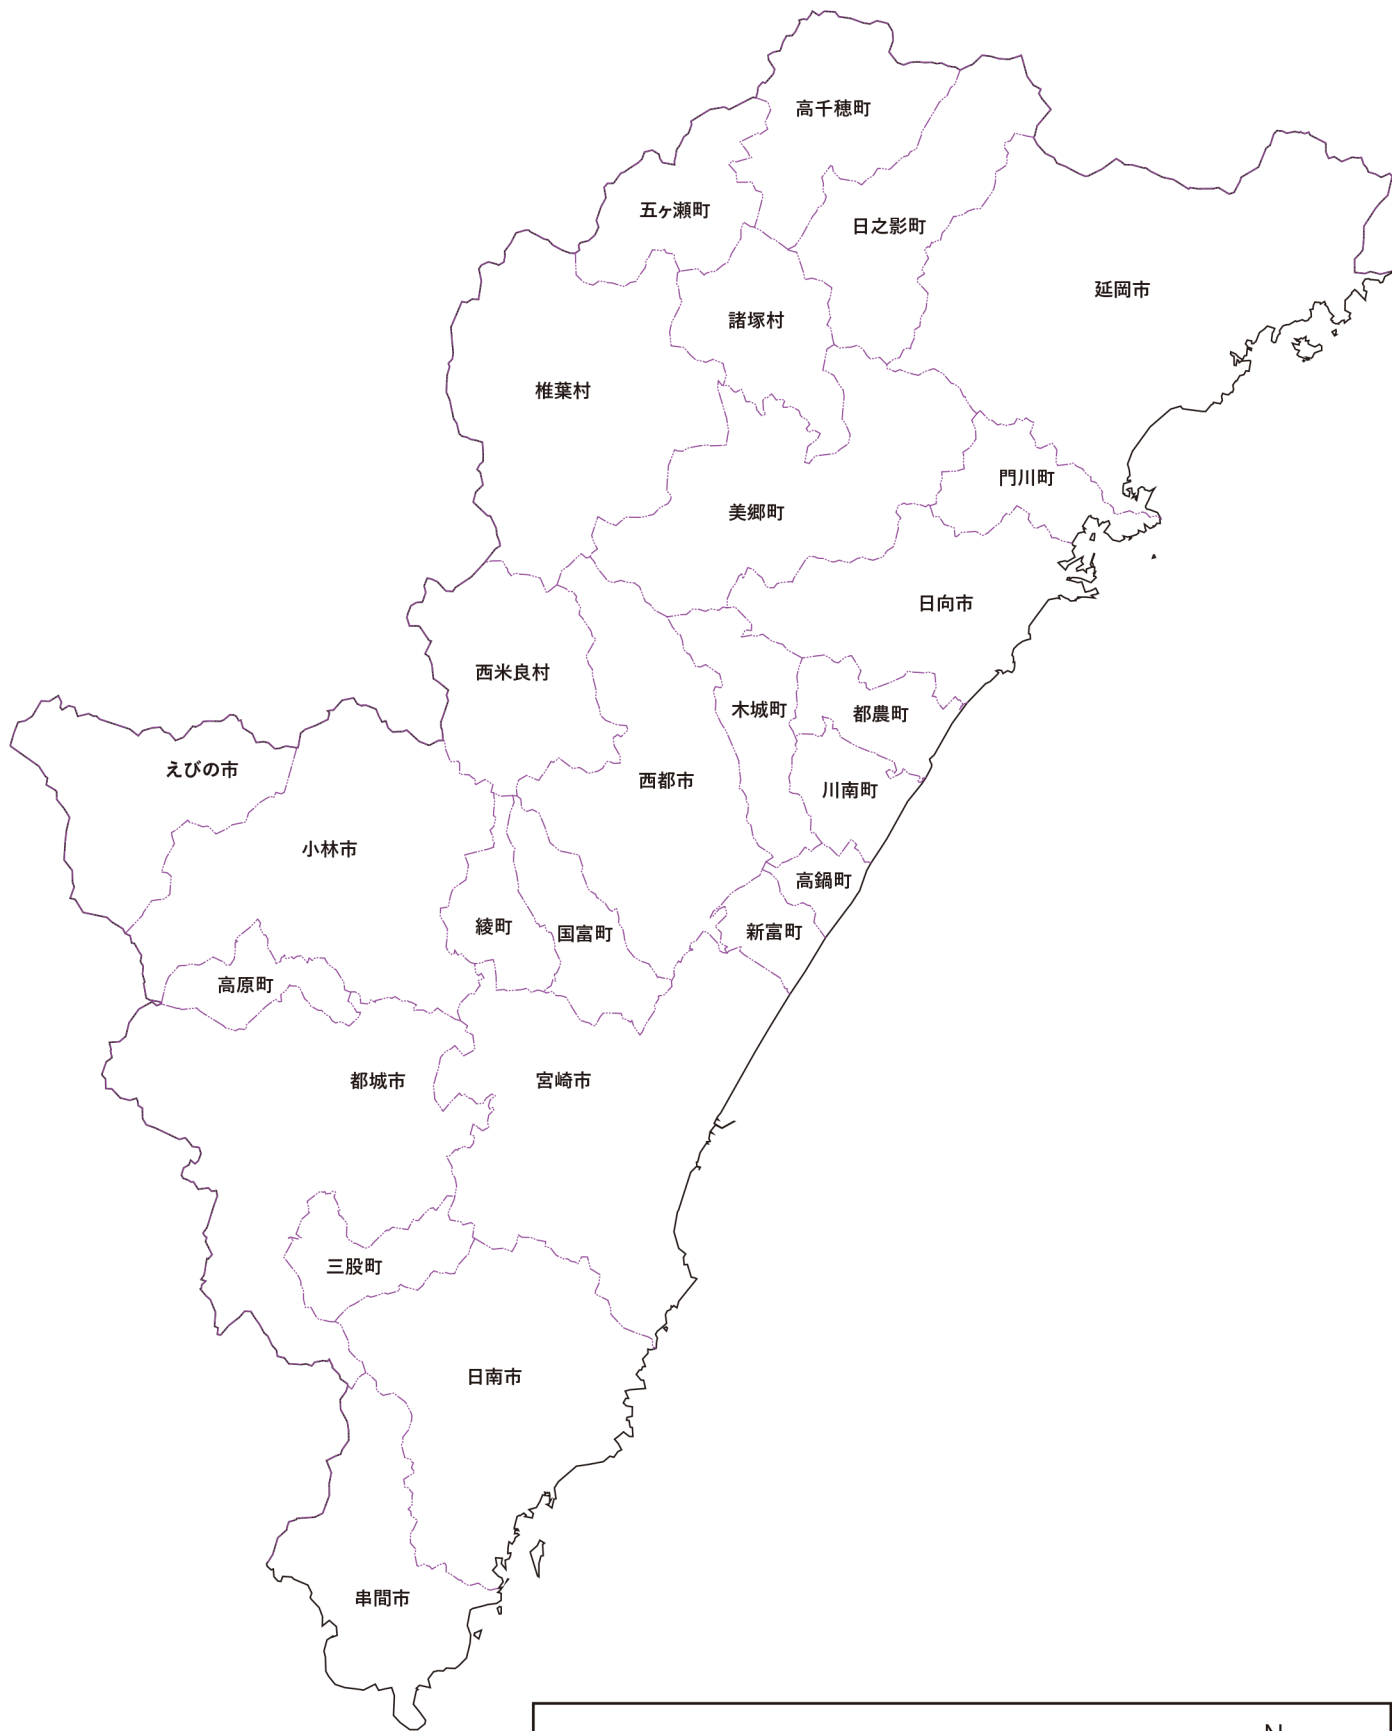 高千穂町
五ヶ瀬町
日之影町
延岡市
諸塚村
椎葉村
門川町
美郷町
日向市
西米良村
木城町
都農町
えびの市
西都市
川南町
小林市
高鍋町
綾町
国富町
新富町
高原町
都城市
宮崎市
三股町
日南市
串間市
N